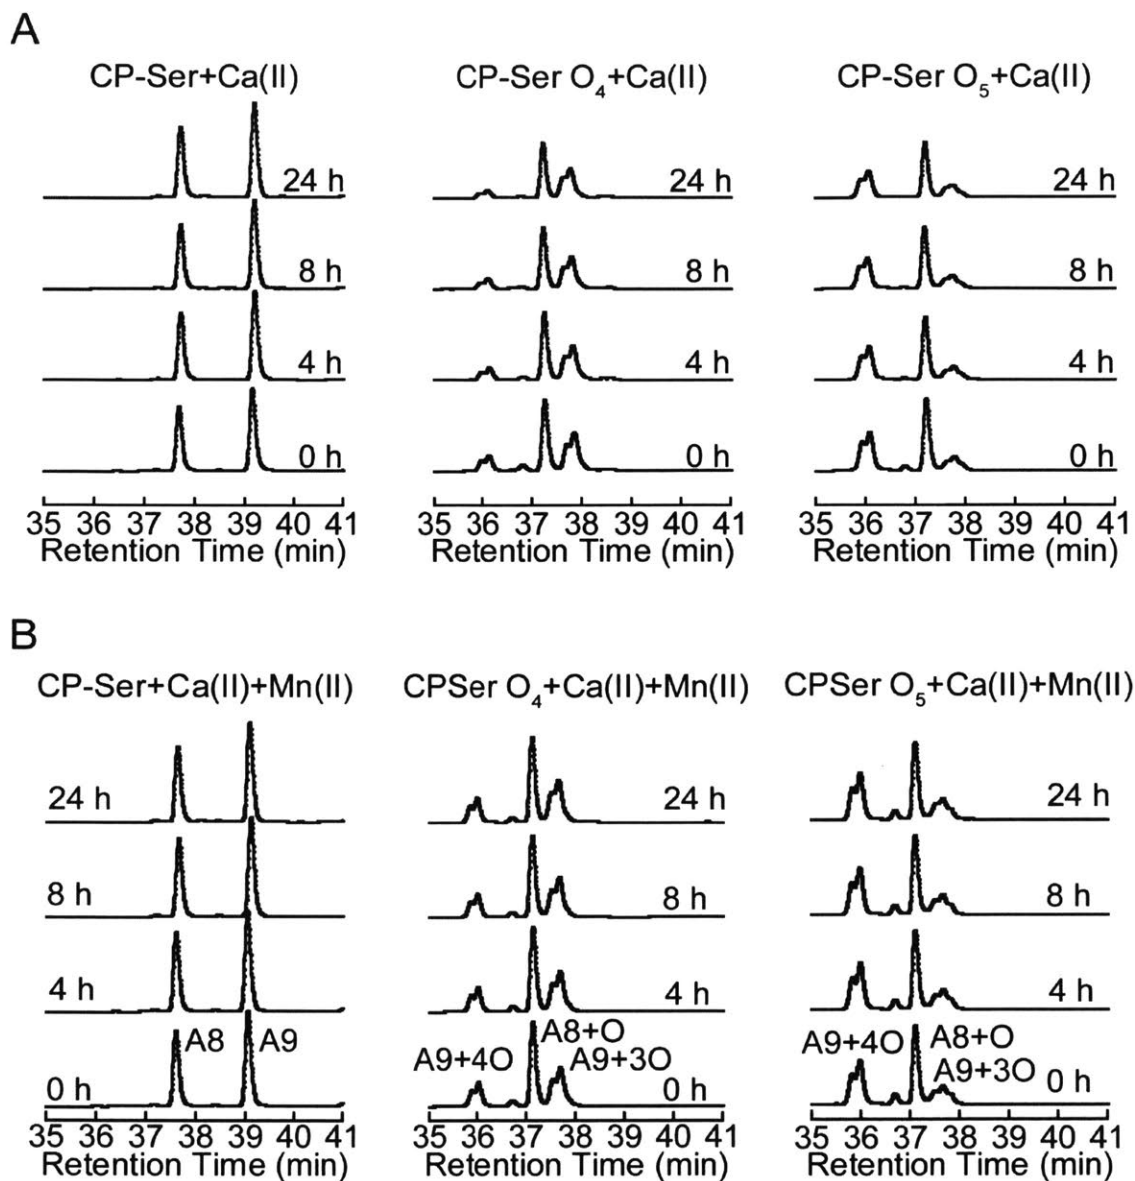 A
CP-Ser+Ca(II) CP-Ser O4+Ca(II) CP-Ser O5+Ca(II)
24 h 24 h 24 h
8 h 8 h 8 h
4 h 4 h 4 h
0 h 0 h 0 h
35 36 37 38 39 40 41 35 36 37 38 39 40 41 35 36 37 38 39 40 41
Retention Time (min) Retention Time (min) Retention Time (min)
B
CP-Ser+Ca(II)+Mn(II) CPSer O4+Ca(II)+Mn(II) CPSer O5+Ca(II)+Mn(II)
24 h 24 h 24 h
8 h 8 h 8 h
4 h 4 h 4 h
A8 A9 A9+4O A8+O A9+4O A8+O
A9+3O A9+3O
0 h 0 h 0 h
35 36 37 38 39 40 41 35 36 37 38 39 40 41 35 36 37 38 39 40 41
Retention Time (min) Retention Time (min) Retention Time (min)